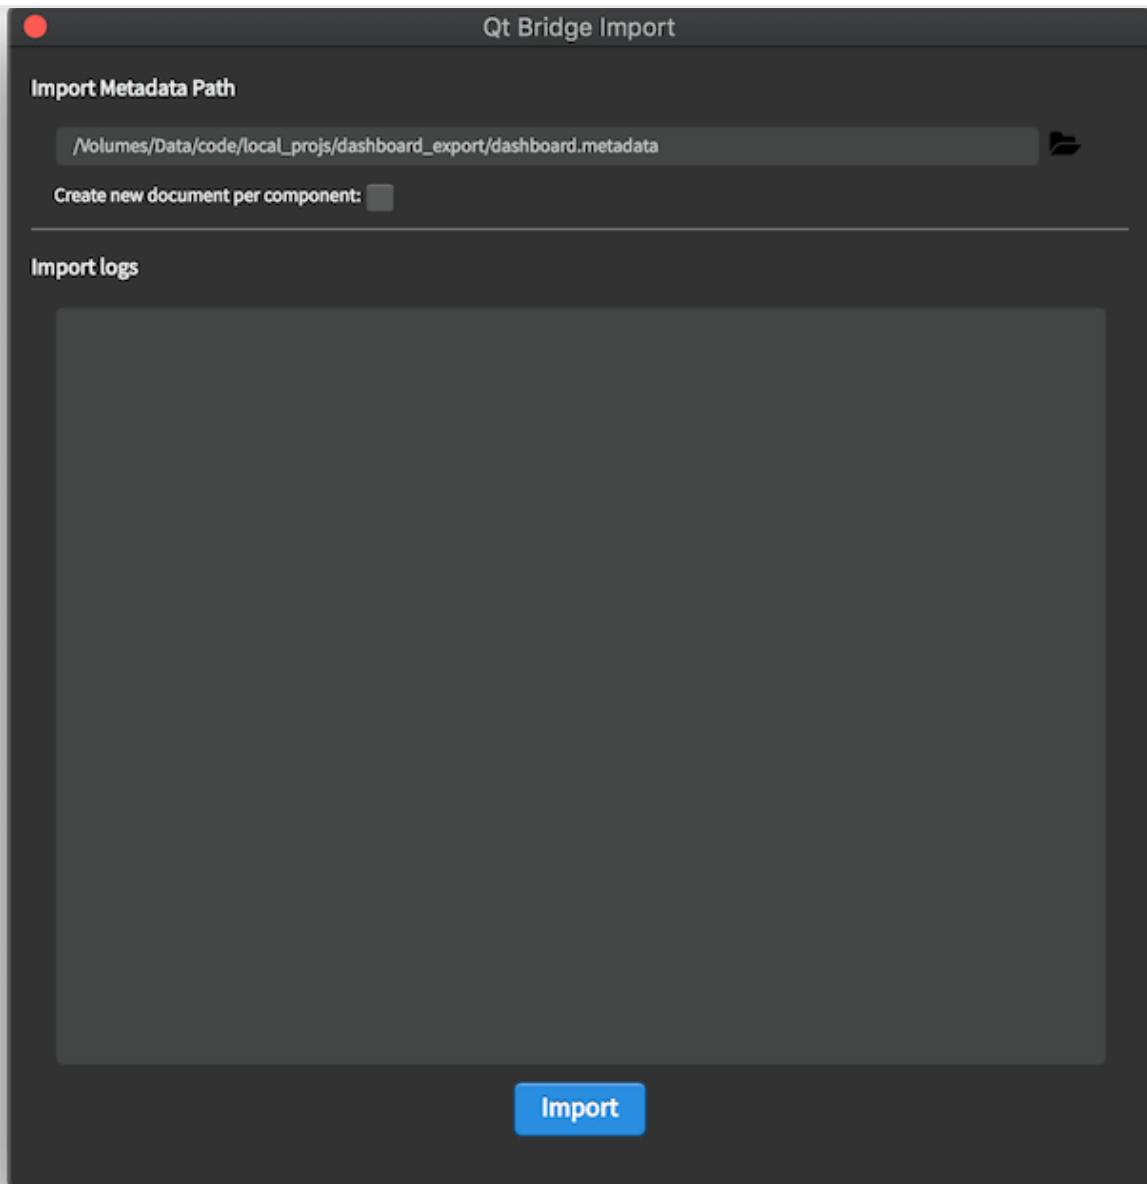 Qt Bridge Import
Import Metadata Path
/Volumes/Data/code/local_projs/dashboard_export/dashboard.metadata
Create new document per component:
Import logs
Import